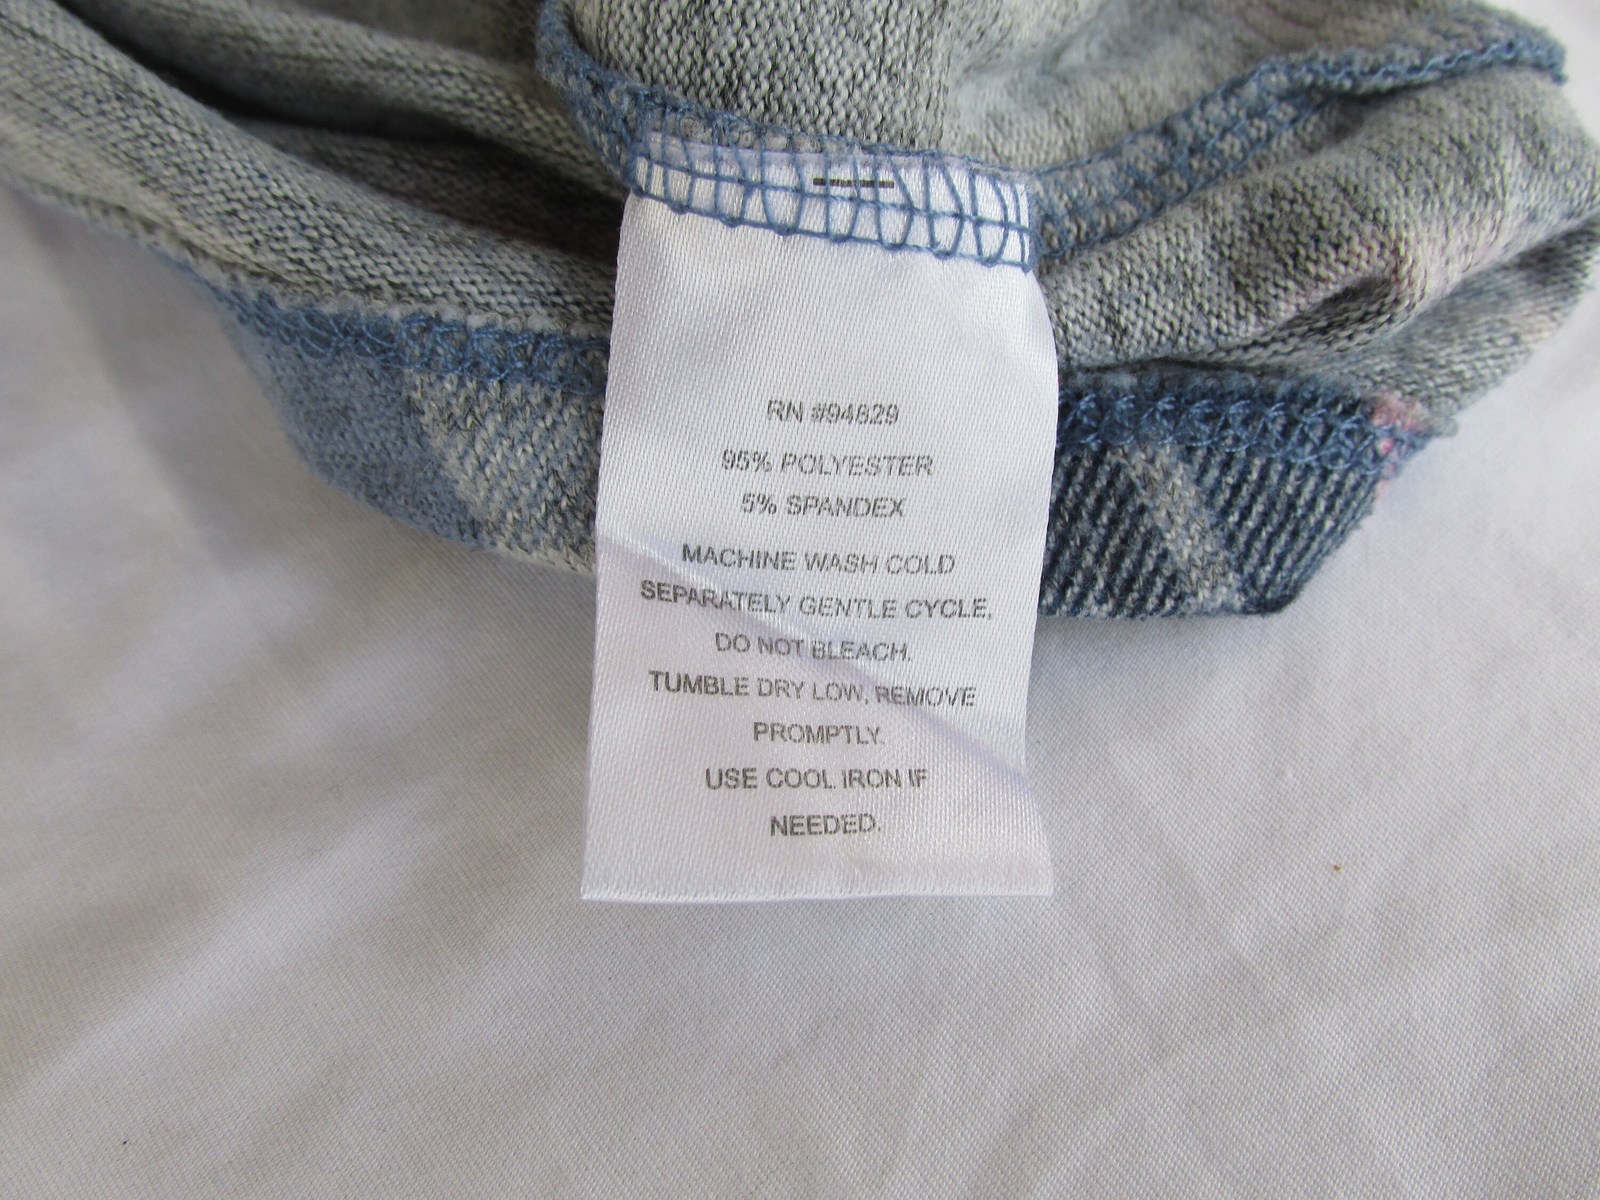 RN #94829
95% POLYESTER
5% SPANDEX
MACHINE WASH COLD
SEPARATELY GENTLE CYCLE,
DO NOT BLEACH.
TUMBLE DRY LOW, REMOVE
PROMPTLY.
USE COOL IRON IF
NEEDED.